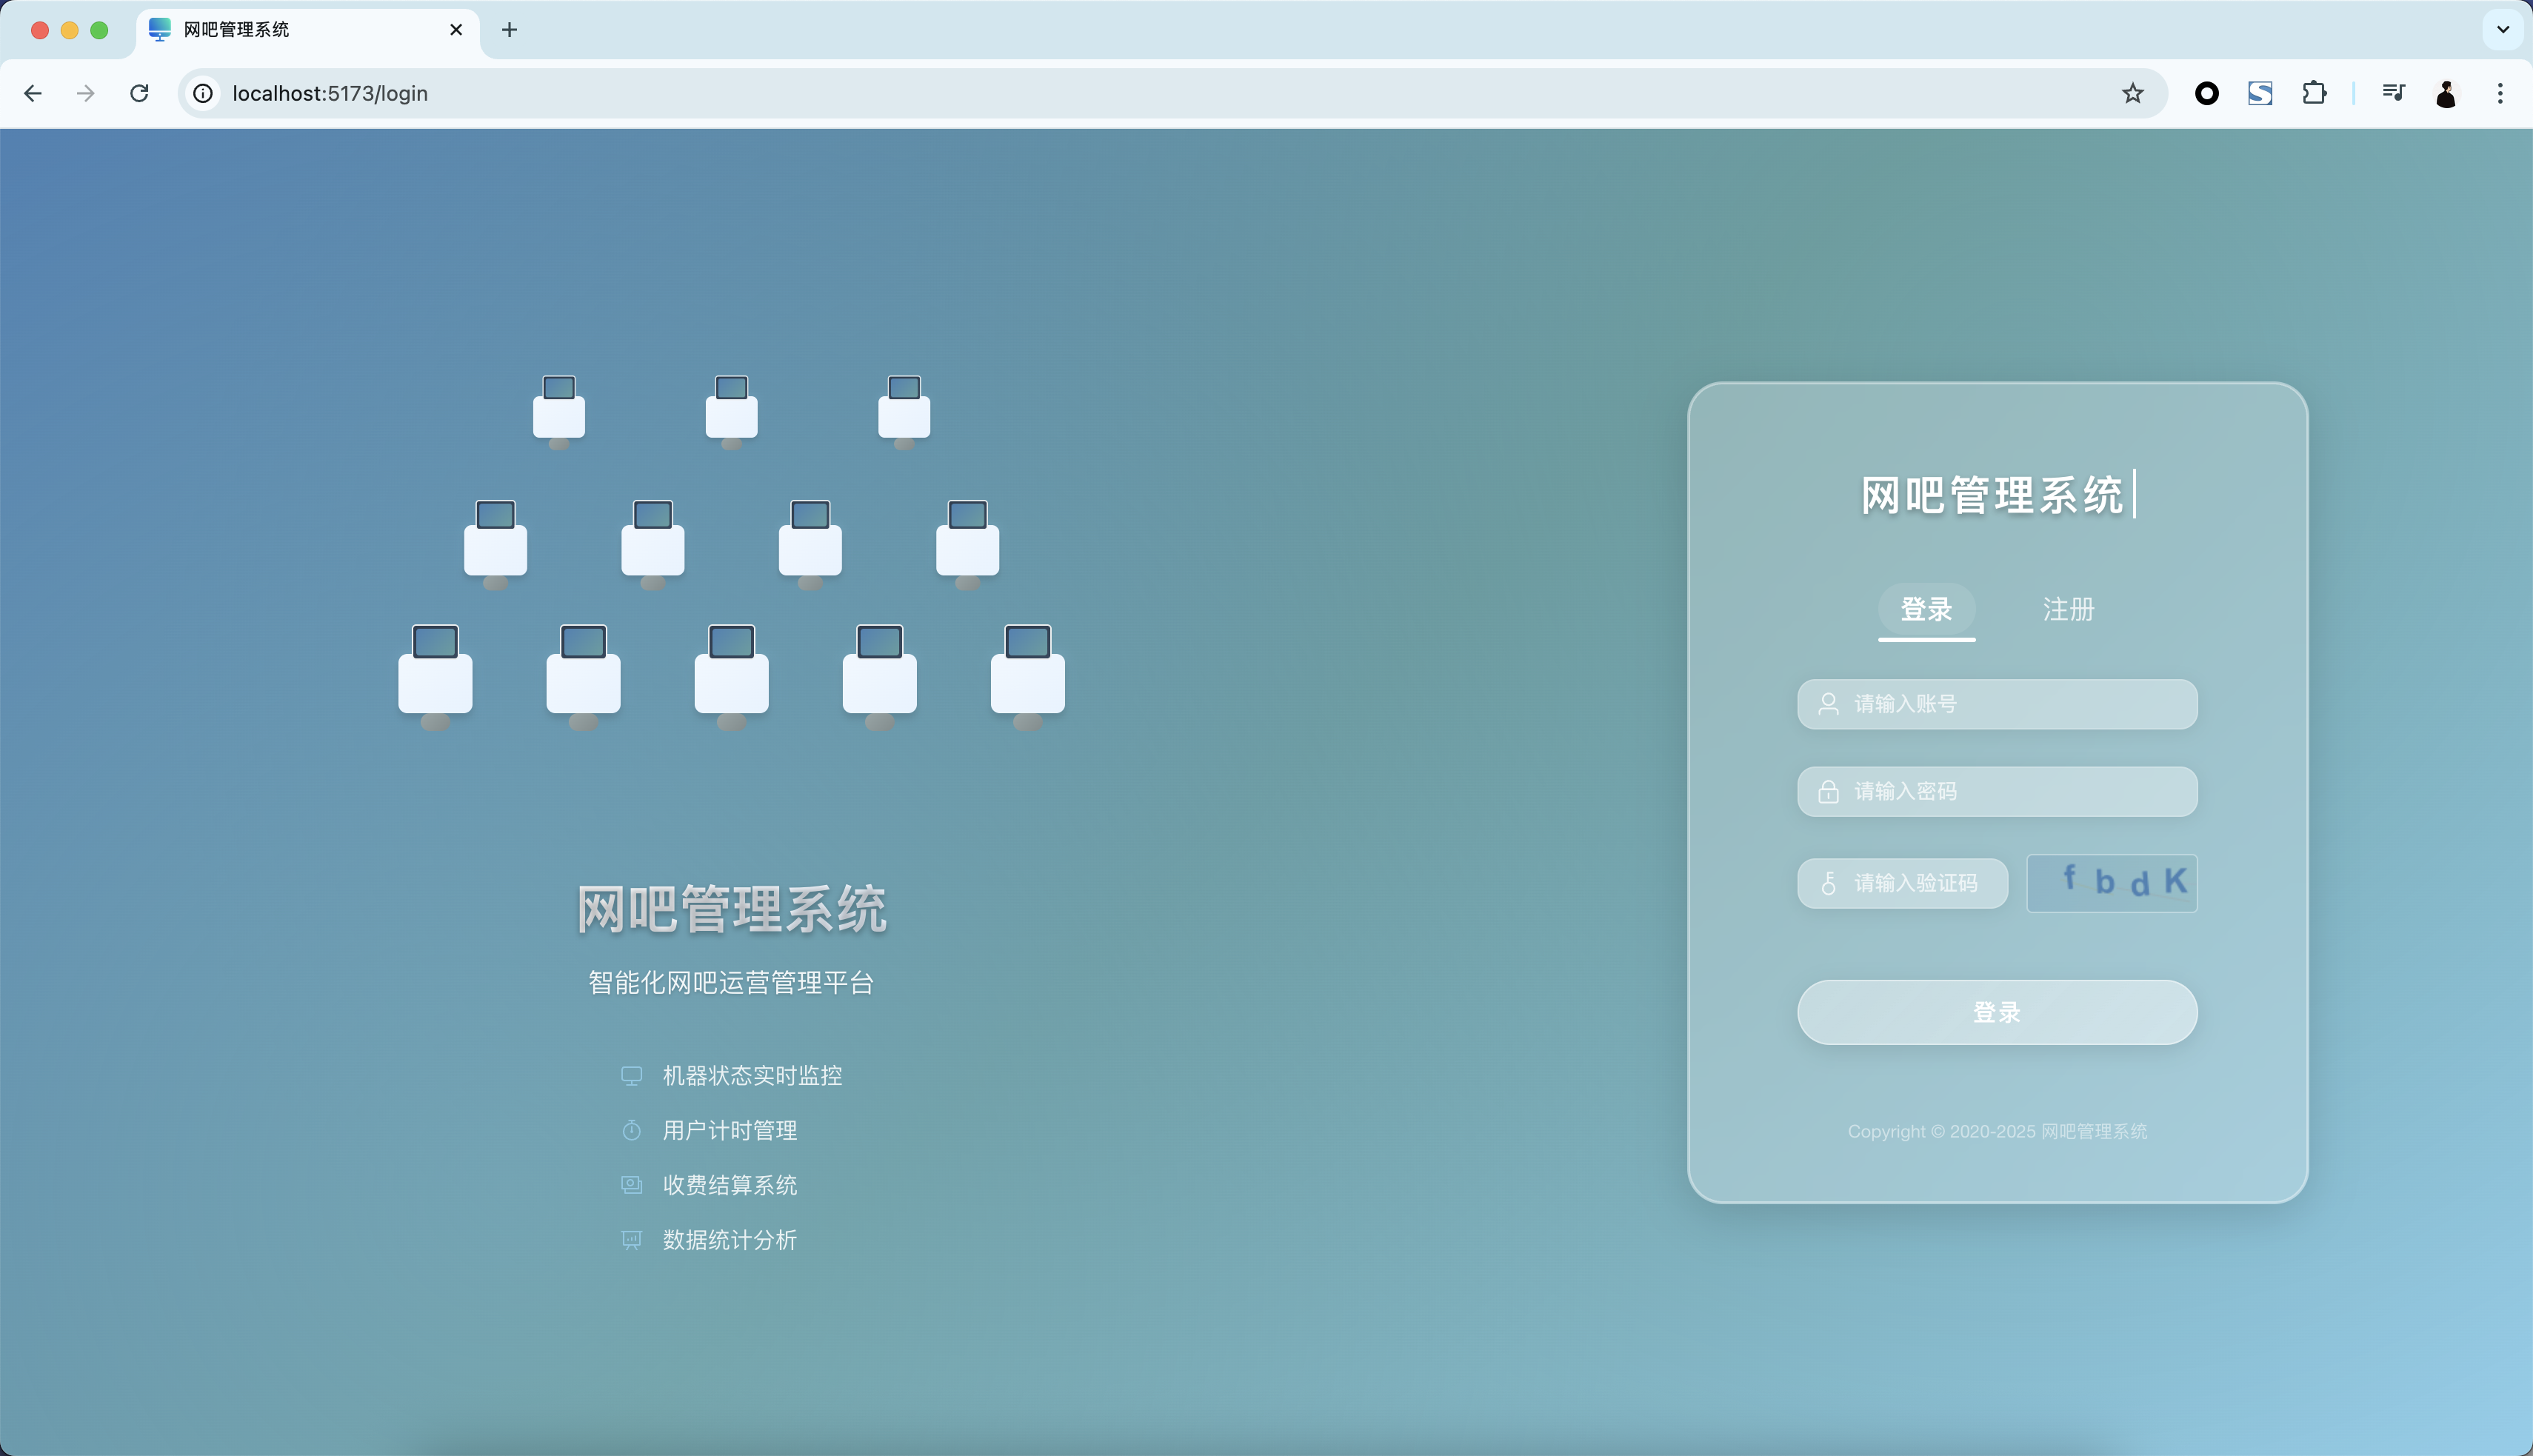 网吧管理系统
localhost:5173/login
网吧管理系统
智能化网吧运营管理平台
机器状态实时监控
用户计时管理
收费结算系统
数据统计分析
网吧管理系统
登录 注册
请输入账号
请输入密码
请输入验证码 f b d K
登录
Copyright © 2020-2025 网吧管理系统